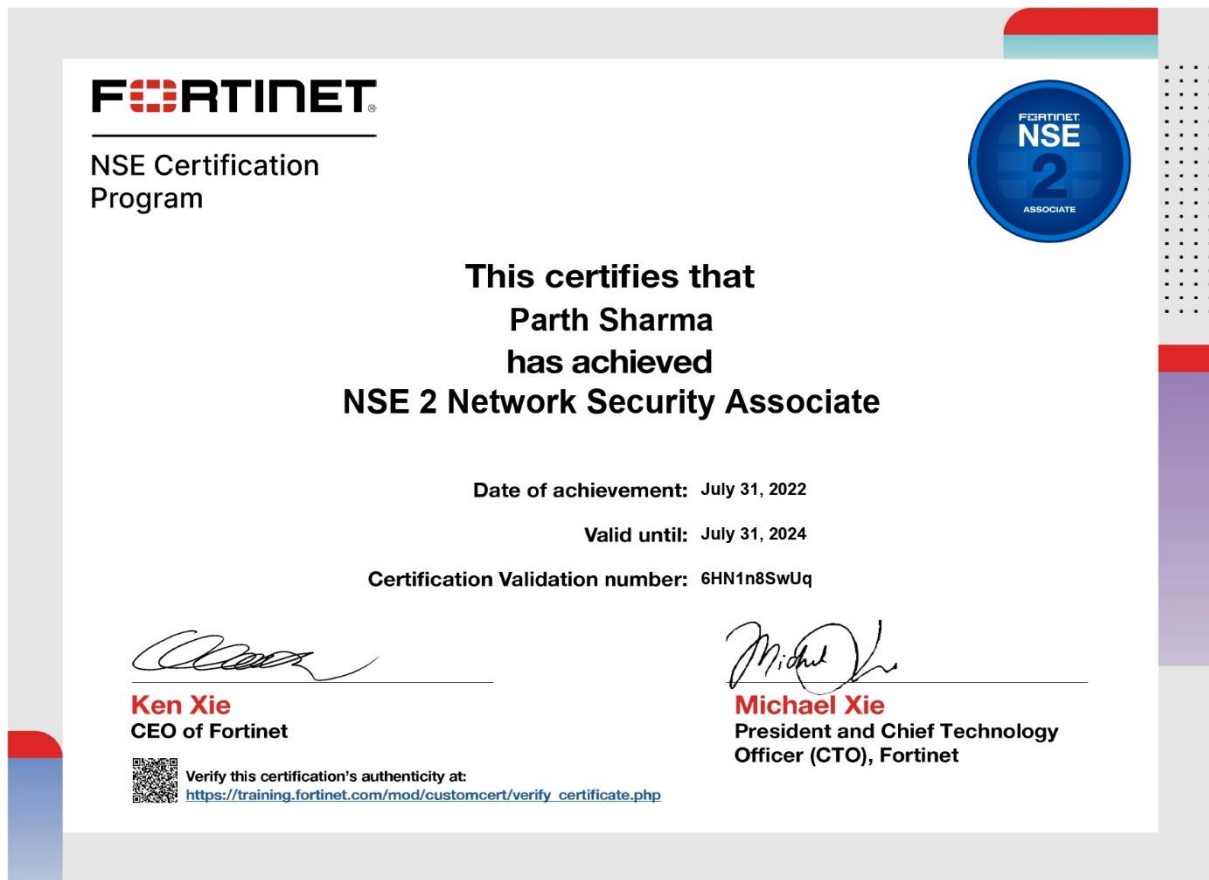 FORTINET®
NSE Certification
Program
FORTINET
NSE
2
ASSOCIATE
This certifies that
Parth Sharma
has achieved
NSE 2 Network Security Associate
Date of achievement: July 31, 2022
Valid until: July 31, 2024
Certification Validation number: 6HN1n8SwUq
Ken Xie
CEO of Fortinet
Michael Xie
President and Chief Technology
Officer (CTO), Fortinet
Verify this certification's authenticity at:
https://training.fortinet.com/mod/customcert/verify_certificate.php